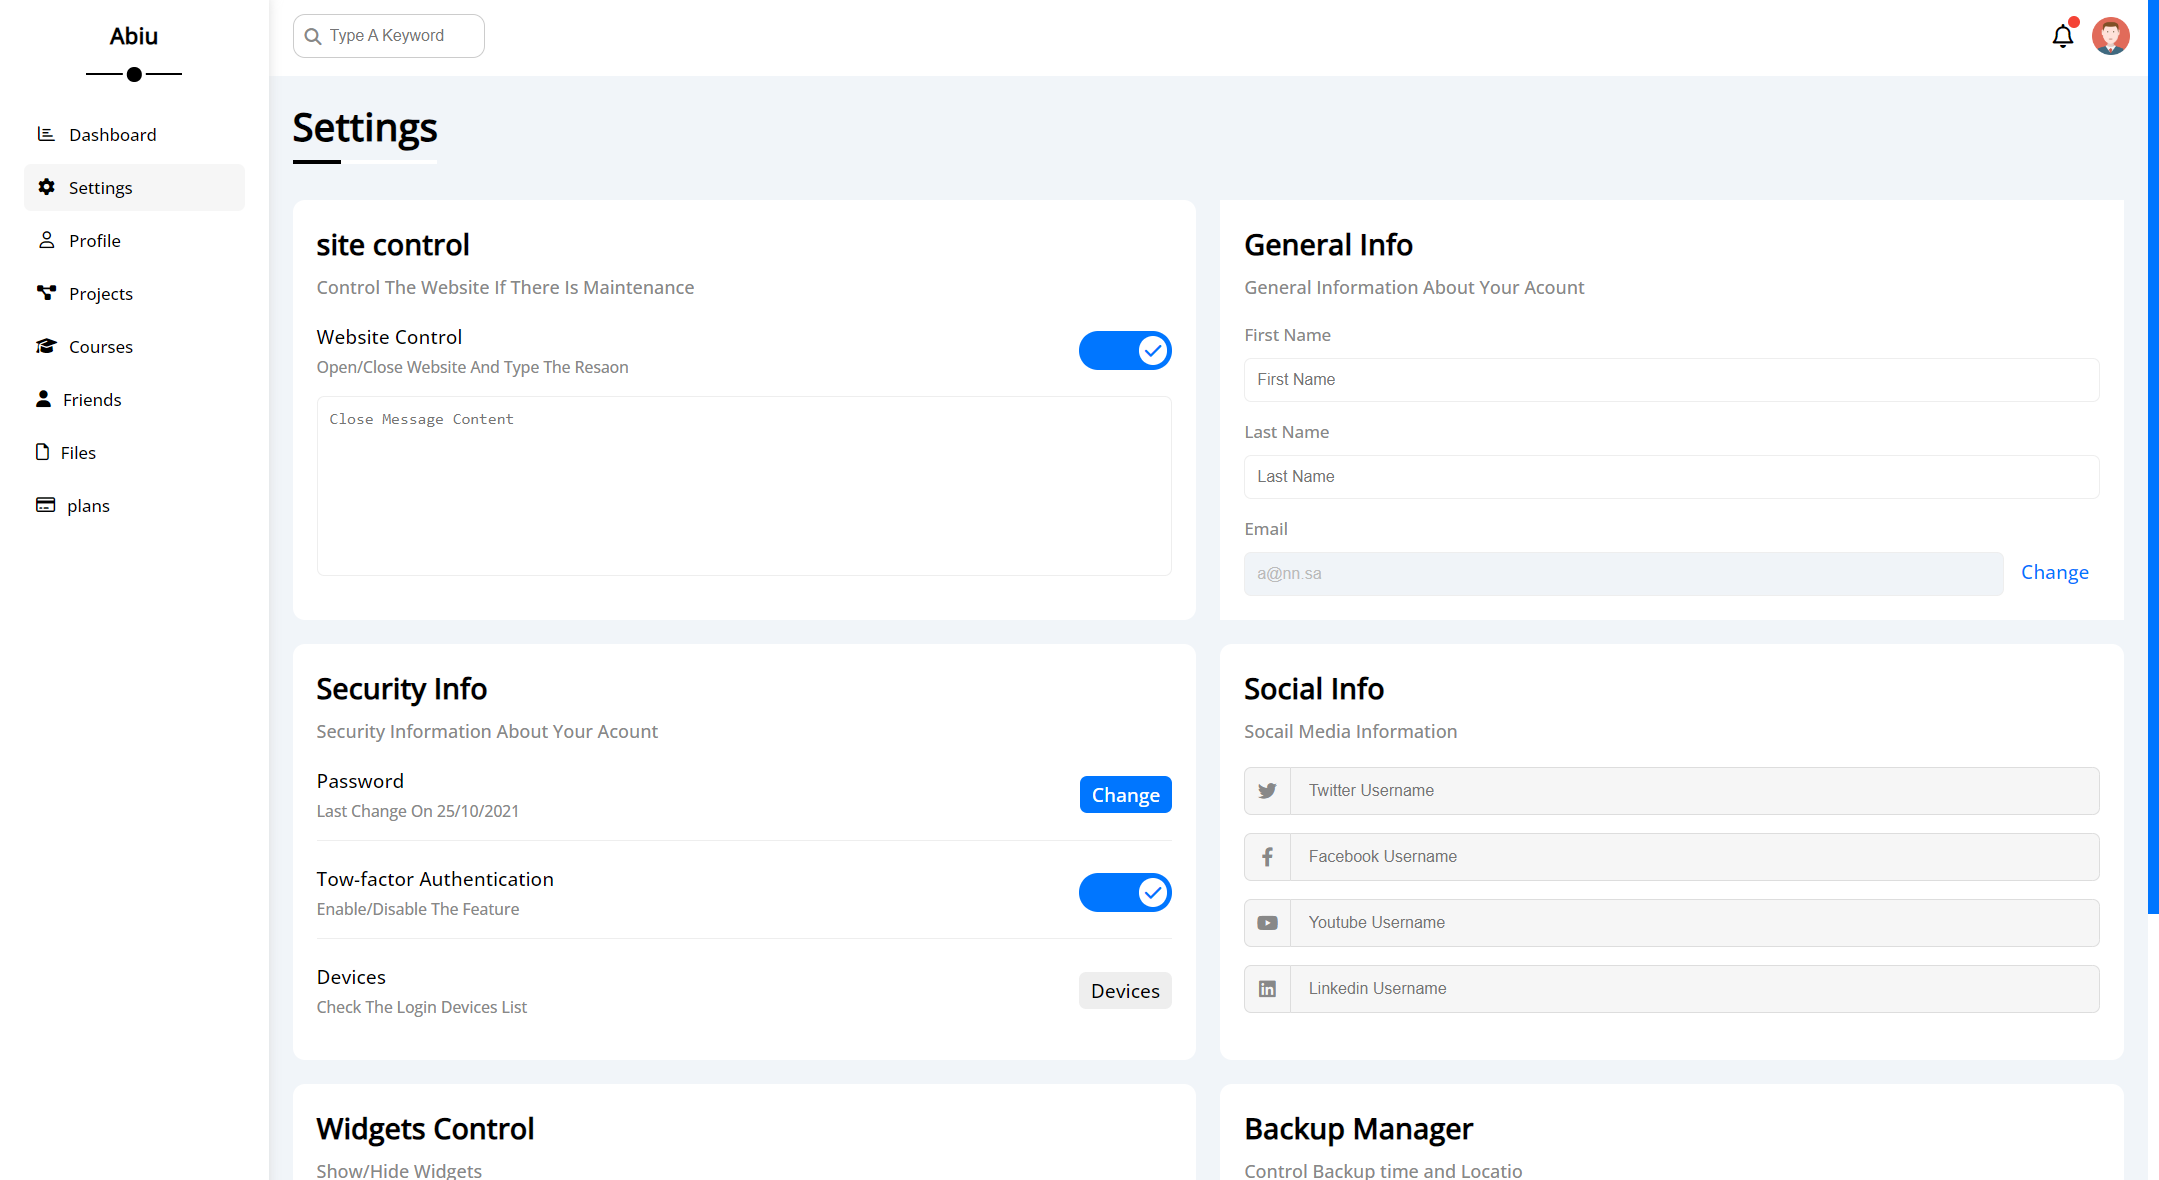 Abiu
Dashboard
Settings
Profile
Projects
Courses
Friends
Files
plans
Type A Keyword
Settings
site control
Control The Website If There Is Maintenance
Website Control
Open/Close Website And Type The Resaon
Close Message Content
General Info
General Information About Your Acount
First Name
First Name
Last Name
Last Name
Email
a@nn.sa
Change
Security Info
Security Information About Your Acount
Password
Last Change On 25/10/2021
Change
Tow-factor Authentication
Enable/Disable The Feature
Devices
Check The Login Devices List
Devices
Social Info
Socail Media Information
Twitter Username
Facebook Username
Youtube Username
Linkedin Username
Widgets Control
Show/Hide Widgets
Backup Manager
Control Backup time and Locatio